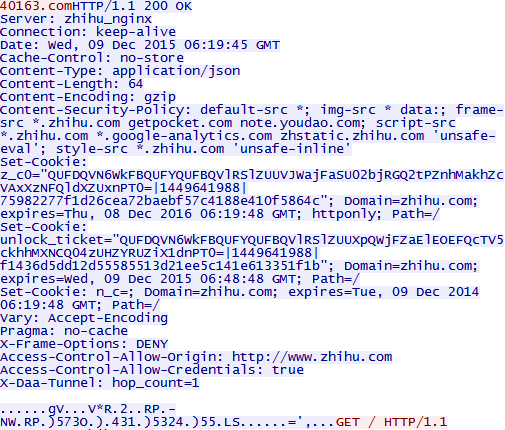 40163.comHTTP/1.1 200 OK
Server: zhihu_nginx
Connection: keep-alive
Date: Wed, 09 Dec 2015 06:19:45 GMT
Cache-Control: no-store
Content-Type: application/json
Content-Length: 64
Content-Encoding: gzip
Content-Security-Policy: default-src *; img-src * data:; frame-
src *.zhihu.com getpocket.com note.youdao.com; script-src
*.zhihu.com *.google-analytics.com zhstatic.zhihu.com 'unsafe-
eval'; style-src *.zhihu.com 'unsafe-inline'
Set-Cookie:
z_c0="QUFDQVN6WkFBQUFYQUFBQVlRSlZUUVJWajFaSU02bjRGQ2tPZnhMakhZc
VAxXzNFQldXZUxnPT0=|1449641988|
75982277f1d26cea72baebf57c4188e410f5864c"; Domain=zhihu.com;
expires=Thu, 08 Dec 2016 06:19:48 GMT; httponly; Path=/
Set-Cookie:
unlock_ticket="QUFDQVN6WkFBQUFYQUFBQVlRSlZUUXpQWjFZaElEOEFQcTV5
ckhhMXNCQ04zUHZYRUZiX1dnPT0=|1449641988|
f1436d5dd12d55585513d21ee5c141e613351f1b"; Domain=zhihu.com;
expires=Wed, 09 Dec 2015 06:48:48 GMT; Path=/
Set-Cookie: n_c=; Domain=zhihu.com; expires=Tue, 09 Dec 2014
06:19:48 GMT; Path=/
Vary: Accept-Encoding
Pragma: no-cache
X-Frame-Options: DENY
Access-Control-Allow-Origin: http://www.zhihu.com
Access-Control-Allow-Credentials: true
X-Daa-Tunnel: hop_count=1
......gV...V*R.2..RP.-
NW.RP.)573O.).431.)5324.)55.LS......=',...GET / HTTP/1.1